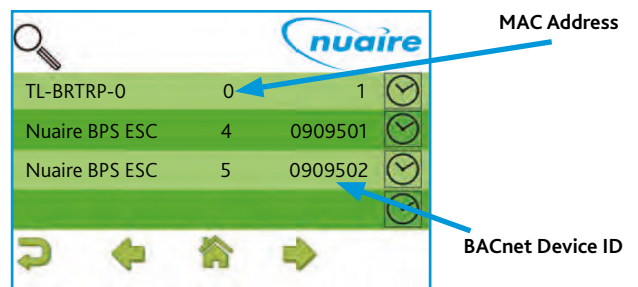 MAC Address
nuaire
TL-BRTRP-0 0 1
Nuaire BPS ESC 4 0909501
Nuaire BPS ESC 5 0909502
BACnet Device ID